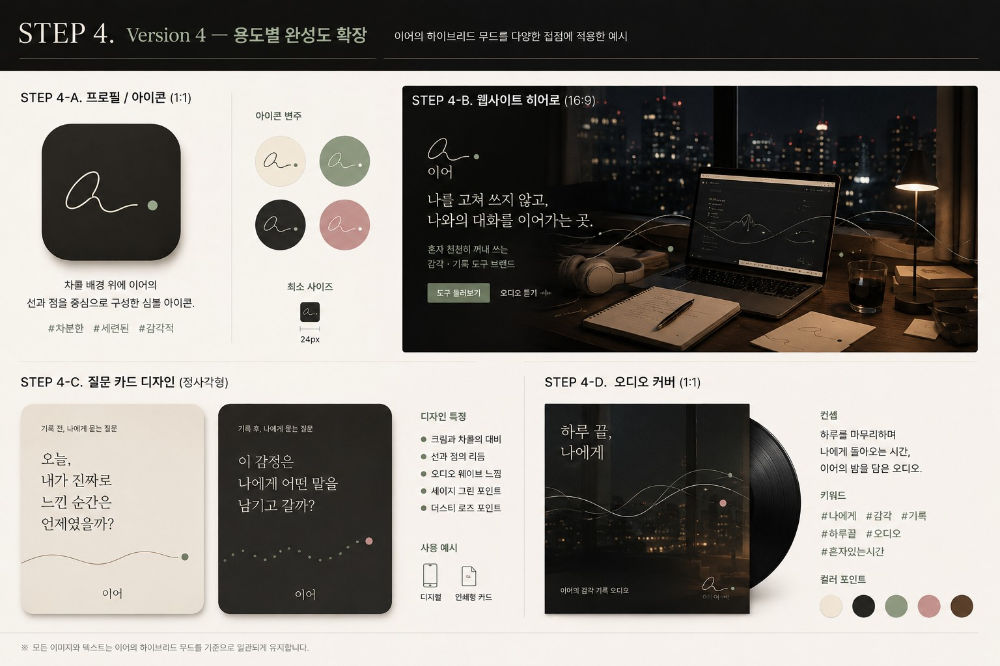 STEP 4. Version 4 — 용도별 완성도 확장
이어의 하이브리드 무드를 다양한 접점에 적용한 예시
STEP 4-A. 프로필 / 아이콘 (1:1)
차콜 배경 위에 이어의
선과 점을 중심으로 구성한 심볼 아이콘.
#차분한 #세련된 #감각적
아이콘 변주
최소 사이즈
24px
STEP 4-B. 웹사이트 히어로 (16:9)
이어
나를 고쳐 쓰지 않고,
나와의 대화를 이어가는 곳.
혼자 천천히 꺼내 쓰는
감각 · 기록 도구 브랜드
도구 둘러보기
오디오 듣기
STEP 4-C. 질문 카드 디자인 (정사각형)
기록 전, 나에게 묻는 질문
오늘,
내가 진짜로
느낀 순간은
언제였을까?
이어
기록 후, 나에게 묻는 질문
이 감정은
나에게 어떤 말을
남기고 갈까?
이어
디자인 특정
크림과 차콜의 대비
선과 점의 리듬
오디오 웨이브 느낌
세이지 그린 포인트
더스티 로즈 포인트
사용 예시
디지털
인쇄형 카드
STEP 4-D. 오디오 커버 (1:1)
하루 끝,
나에게
이어의 감각 기록 오디오
컨셉
하루를 마무리하며
나에게 돌아오는 시간,
이어의 밤을 담은 오디오.
키워드
#나에게 #감각 #기록
#하루끝 #오디오
#혼자있는시간
컬러 포인트
※ 모든 이미지와 텍스트는 이어의 하이브리드 무드를 기준으로 일관되게 유지합니다.